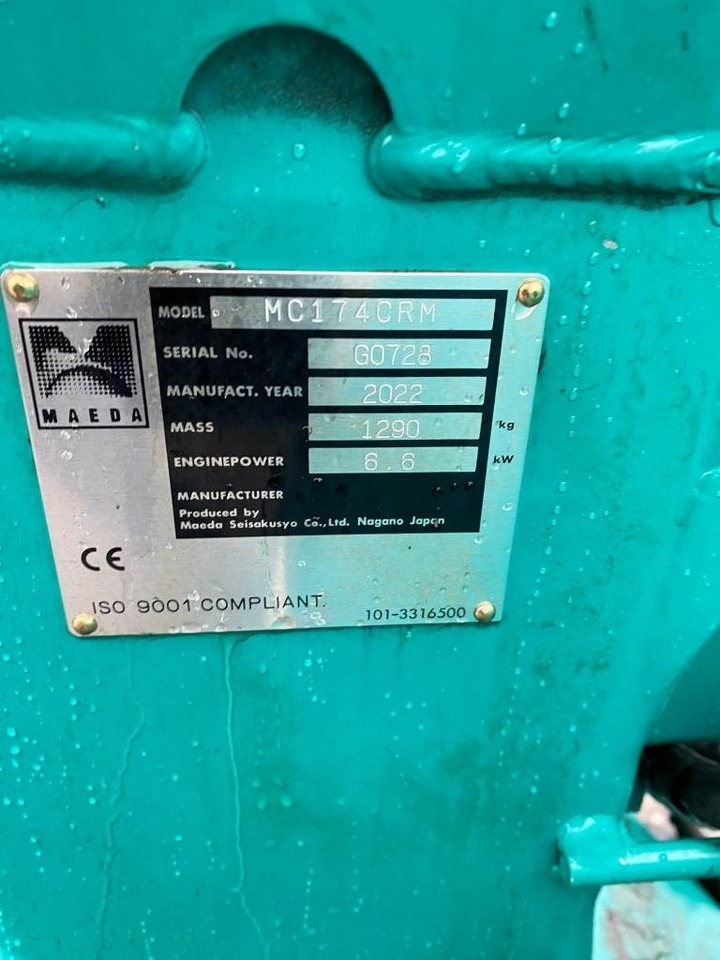 MAEDA
MODEL MC174CRM
SERIAL No. G0728
MANUFACT. YEAR 2022
MASS 1290 kg
ENGINEPOWER 6.6 kW
MANUFACTURER
Produced by
Maeda Seisakusyo Co.,Ltd. Nagano Japan
CE
ISO 9001 COMPLIANT.
101-3316500